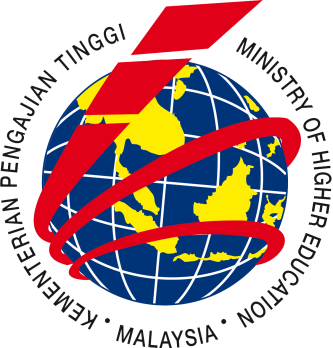 KEMENTERIAN PENGAJIAN TINGGI
MINISTRY OF HIGHER EDUCATION
• MALAYSIA •